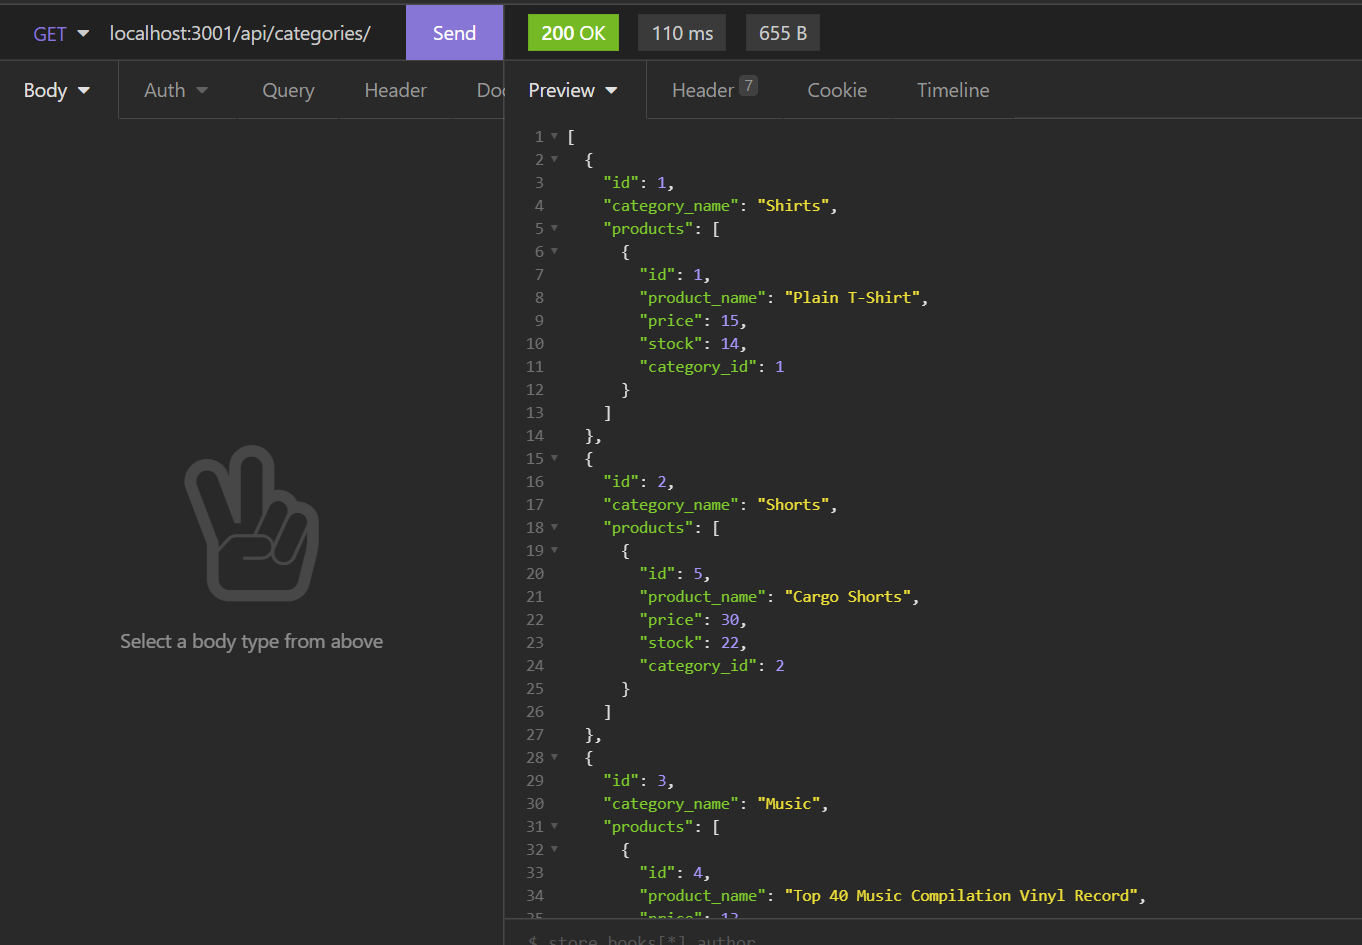 GET localhost:3001/api/categories/ Send 200 OK 110 ms 655 B
Body Auth Query Header Doc Preview Header 7 Cookie Timeline
1 [
2 {
3 "id": 1,
4 "category_name": "Shirts",
5 "products": [
6 {
7 "id": 1,
8 "product_name": "Plain T-Shirt",
9 "price": 15,
10 "stock": 14,
11 "category_id": 1
12 }
13 ]
14 },
15 {
16 "id": 2,
17 "category_name": "Shorts",
18 "products": [
19 {
20 "id": 5,
21 "product_name": "Cargo Shorts",
22 "price": 30,
23 "stock": 22,
24 "category_id": 2
25 }
26 ]
27 },
28 {
29 "id": 3,
30 "category_name": "Music",
31 "products": [
32 {
33 "id": 4,
34 "product_name": "Top 40 Music Compilation Vinyl Record",
35 "price": 12
Select a body type from above
$.store.books[*].author